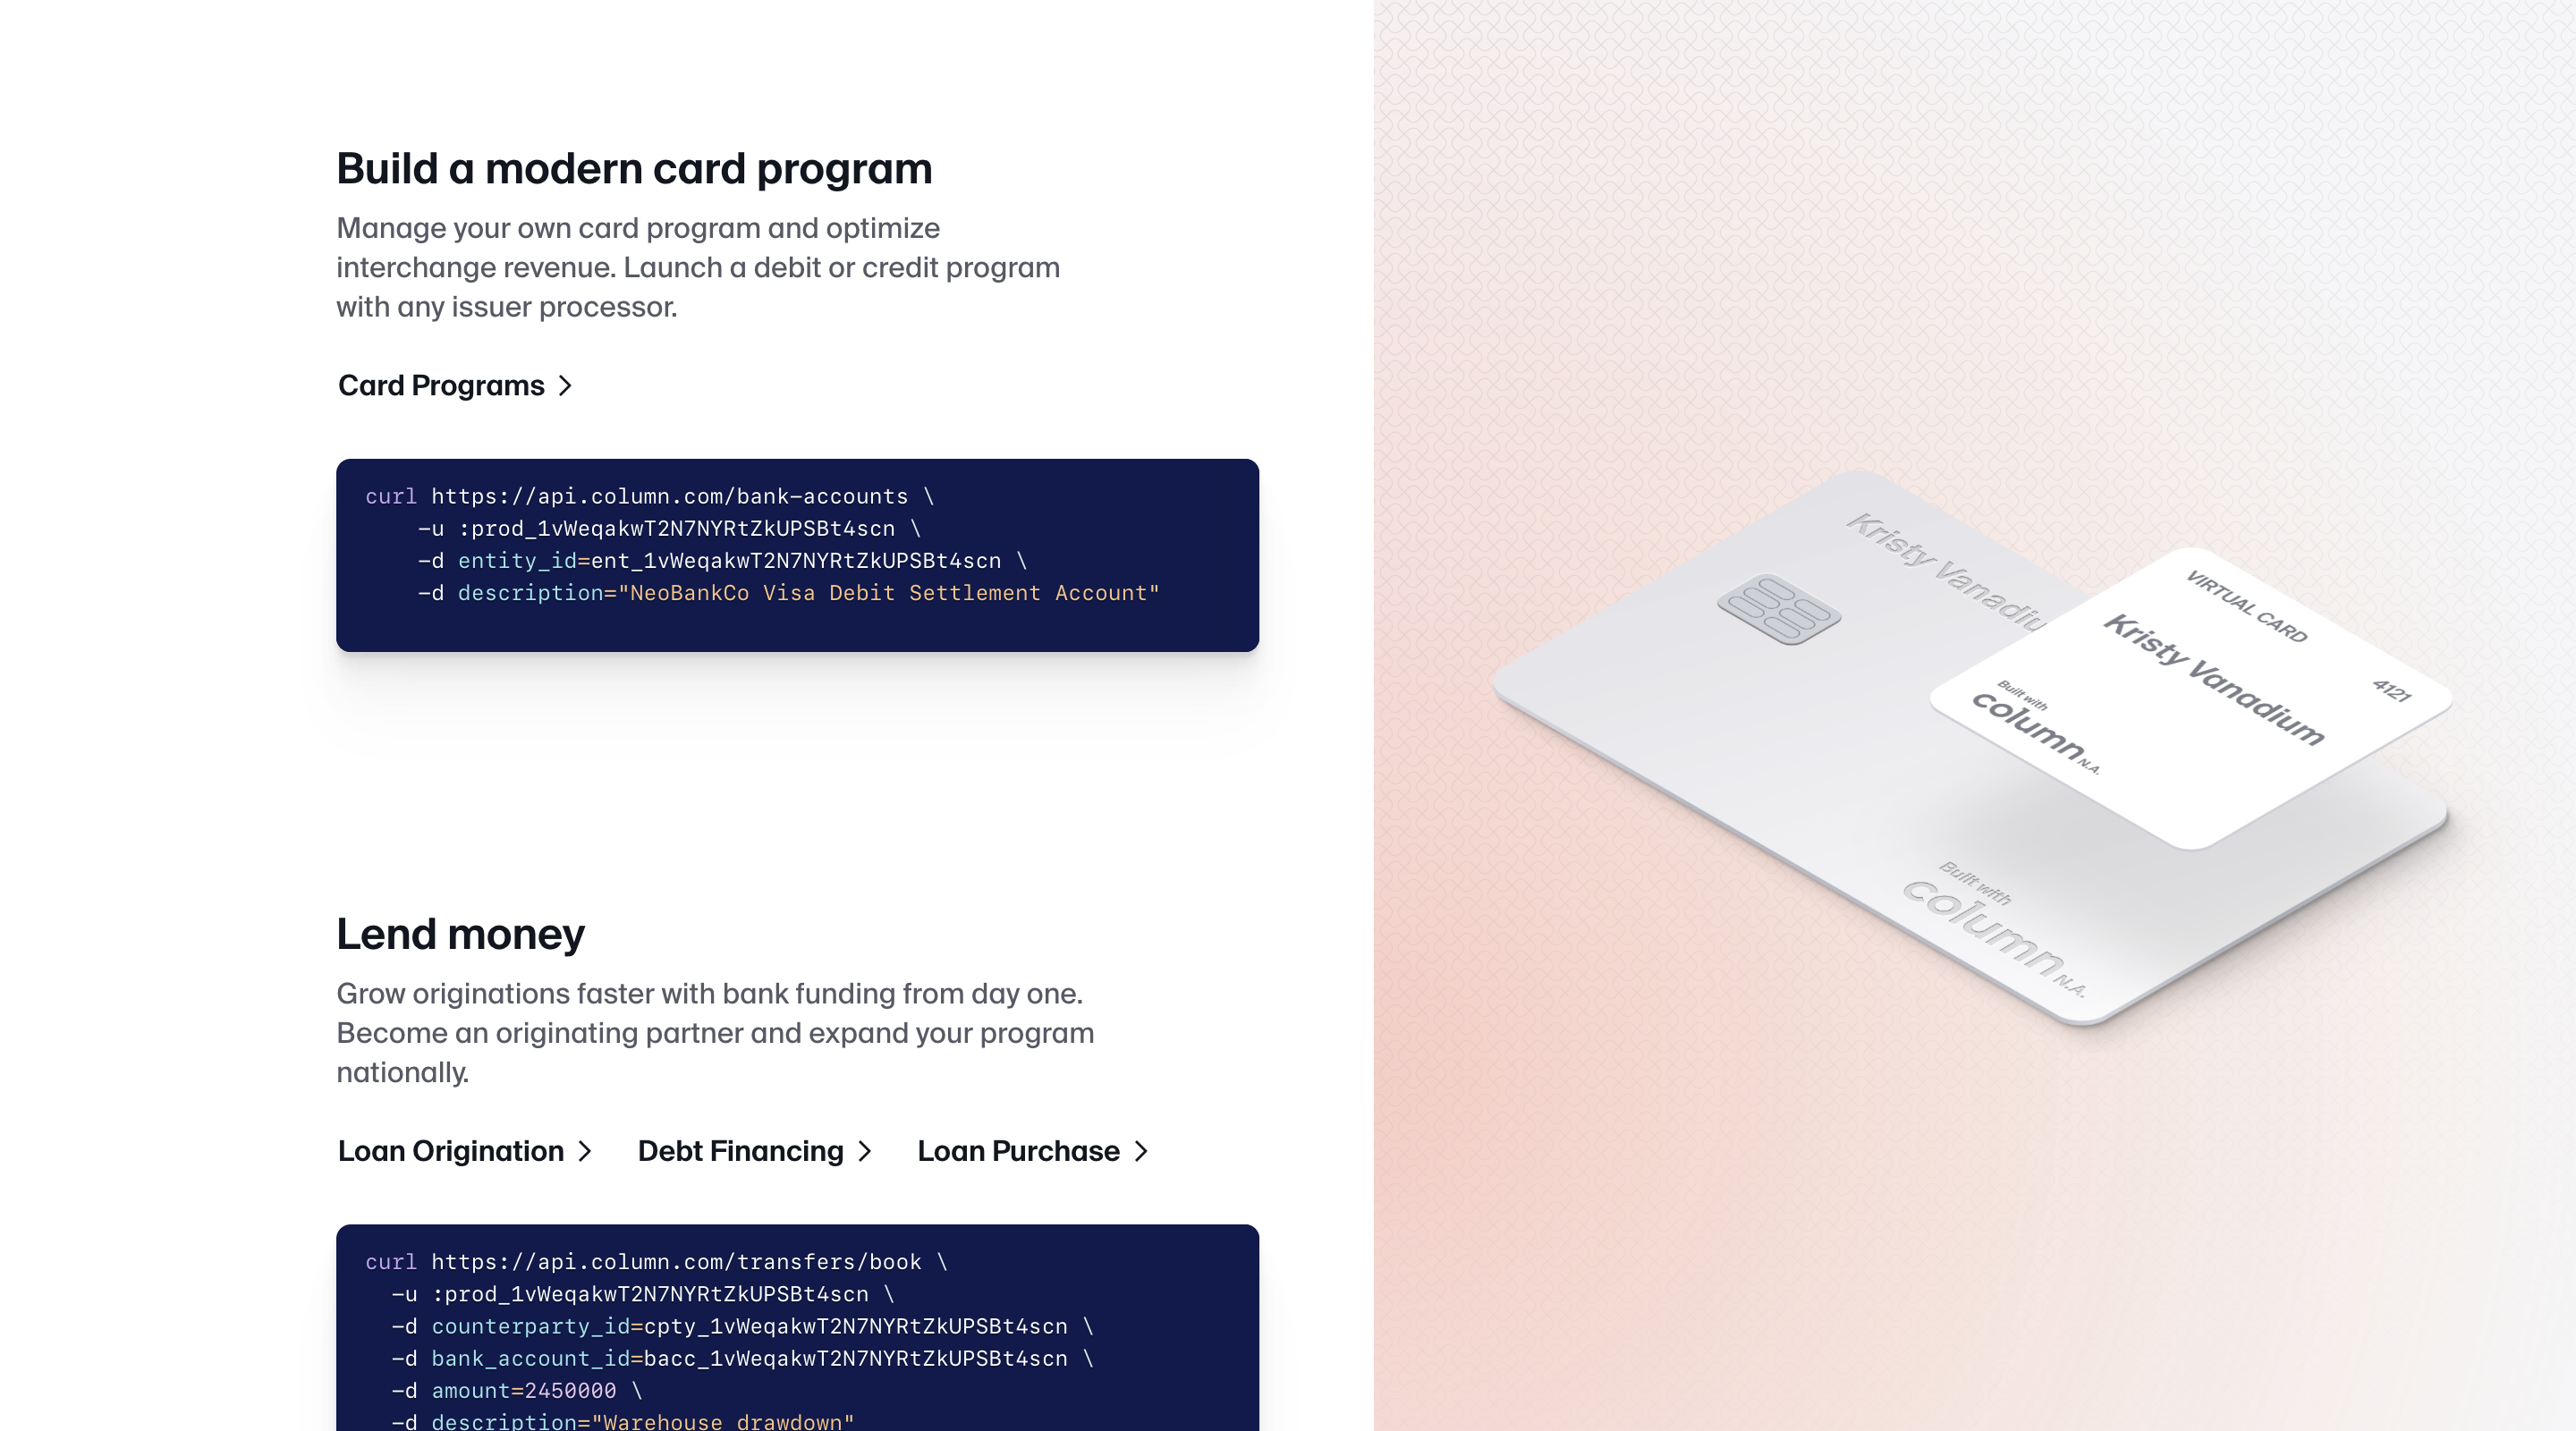 Build a modern card program
Manage your own card program and optimize
interchange revenue. Launch a debit or credit program
with any issuer processor.
Card Programs
curl https://api.column.com/bank-accounts \
    -u :prod_1vWeqakwT2N7NYRtZkUPSBt4scn \
    -d entity_id=ent_1vWeqakwT2N7NYRtZkUPSBt4scn \
    -d description="NeoBankCo Visa Debit Settlement Account"
Lend money
Grow originations faster with bank funding from day one.
Become an originating partner and expand your program
nationally.
Loan Origination
Debt Financing
Loan Purchase
curl https://api.column.com/transfers/book \
  -u :prod_1vWeqakwT2N7NYRtZkUPSBt4scn \
  -d counterparty_id=cpty_1vWeqakwT2N7NYRtZkUPSBt4scn \
  -d bank_account_id=bacc_1vWeqakwT2N7NYRtZkUPSBt4scn \
  -d amount=2450000 \
  -d description="Warehouse drawdown"
Kristy Vanadiu
Built with
column N.A.
VIRTUAL CARD
Kristy Vanadium
4121
Built with
column N.A.